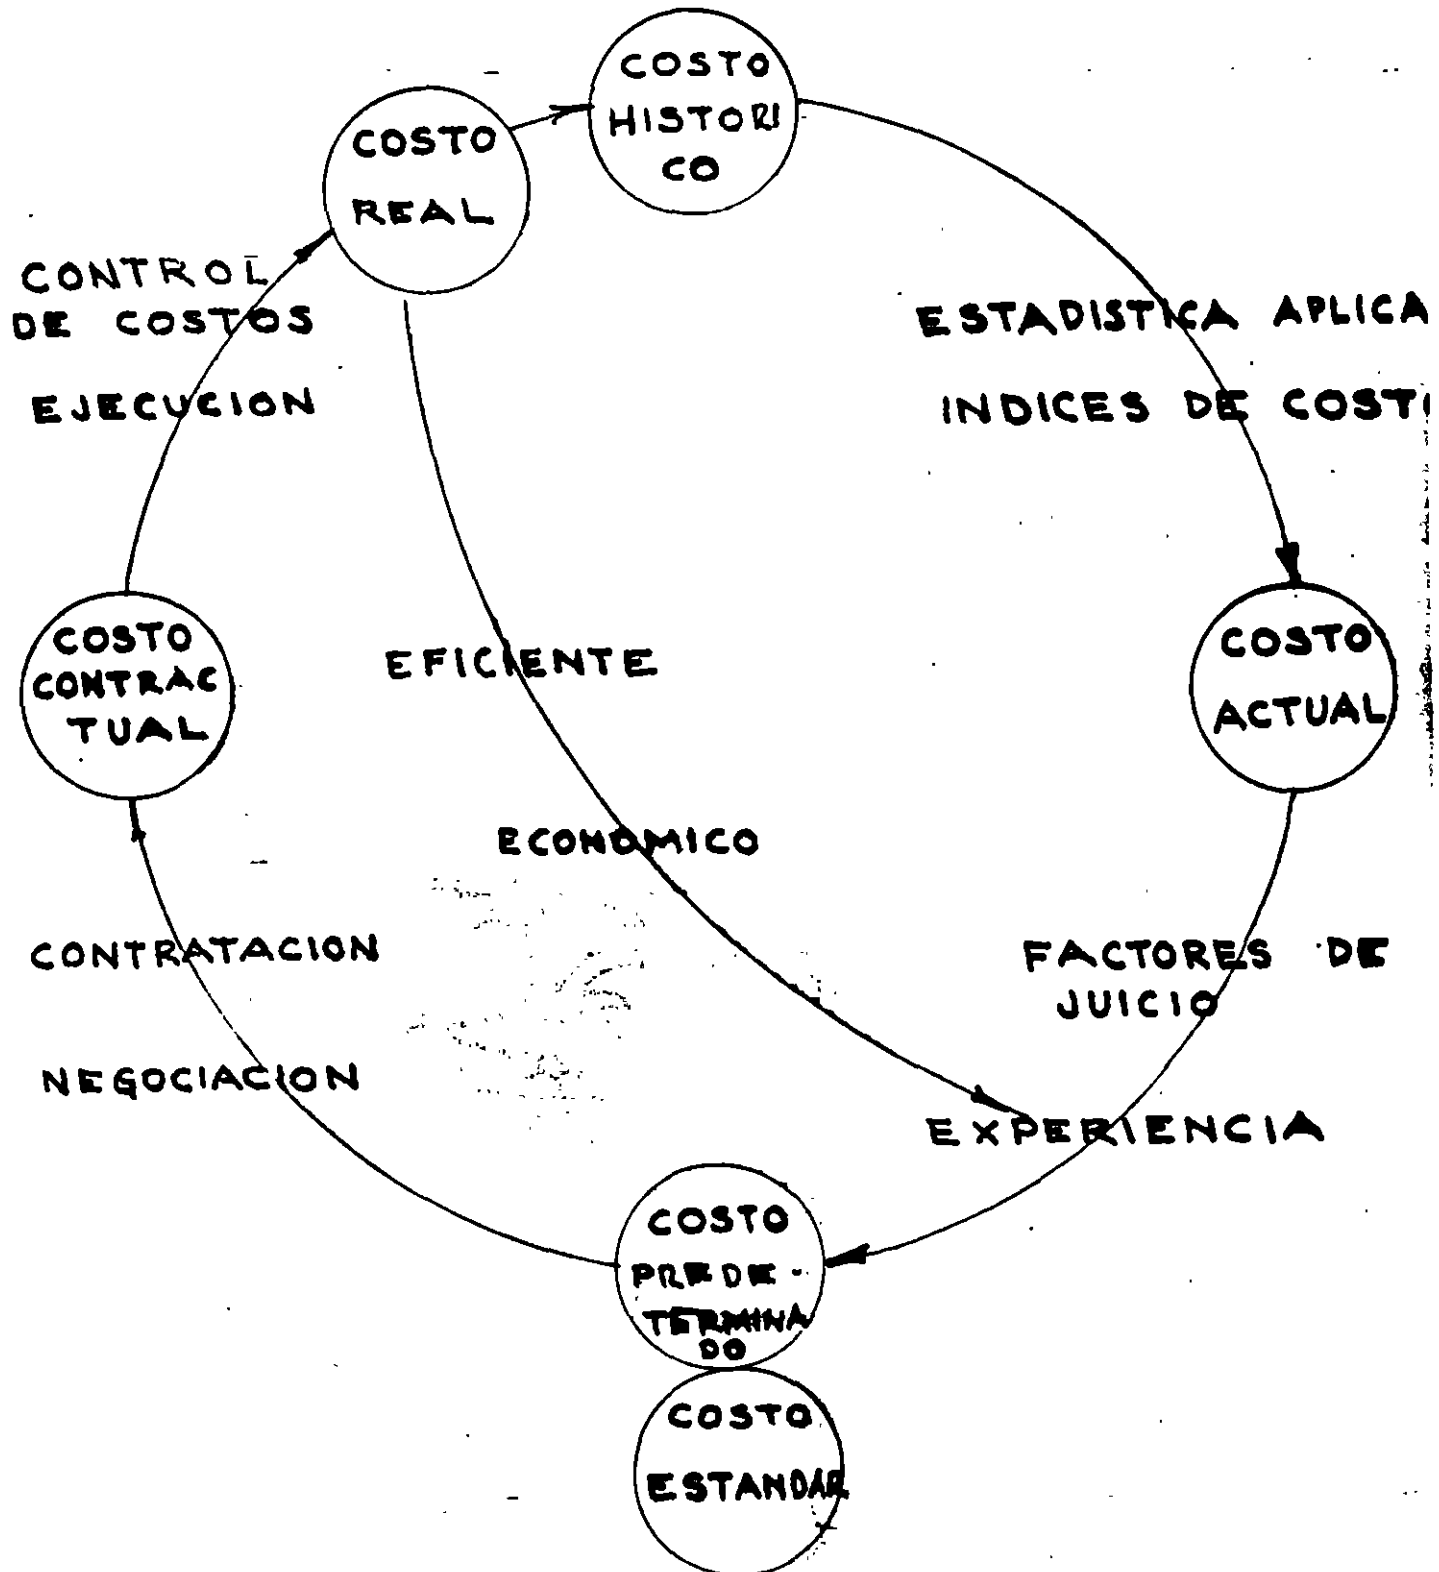 COSTO
HISTORI
CO
COSTO
REAL
CONTROL
DE COSTOS
EJECUCION
ESTADISTICA APLICA
INDICES DE COST
COSTO
CONTRAC
TUAL
EFICIENTE
COSTO
ACTUAL
ECONOMICO
CONTRATACION
NEGOCIACION
FACTORES DE
JUICIO
EXPERIENCIA
COSTO
PREDE-
TERMINA
DO
COSTO
ESTANDAR